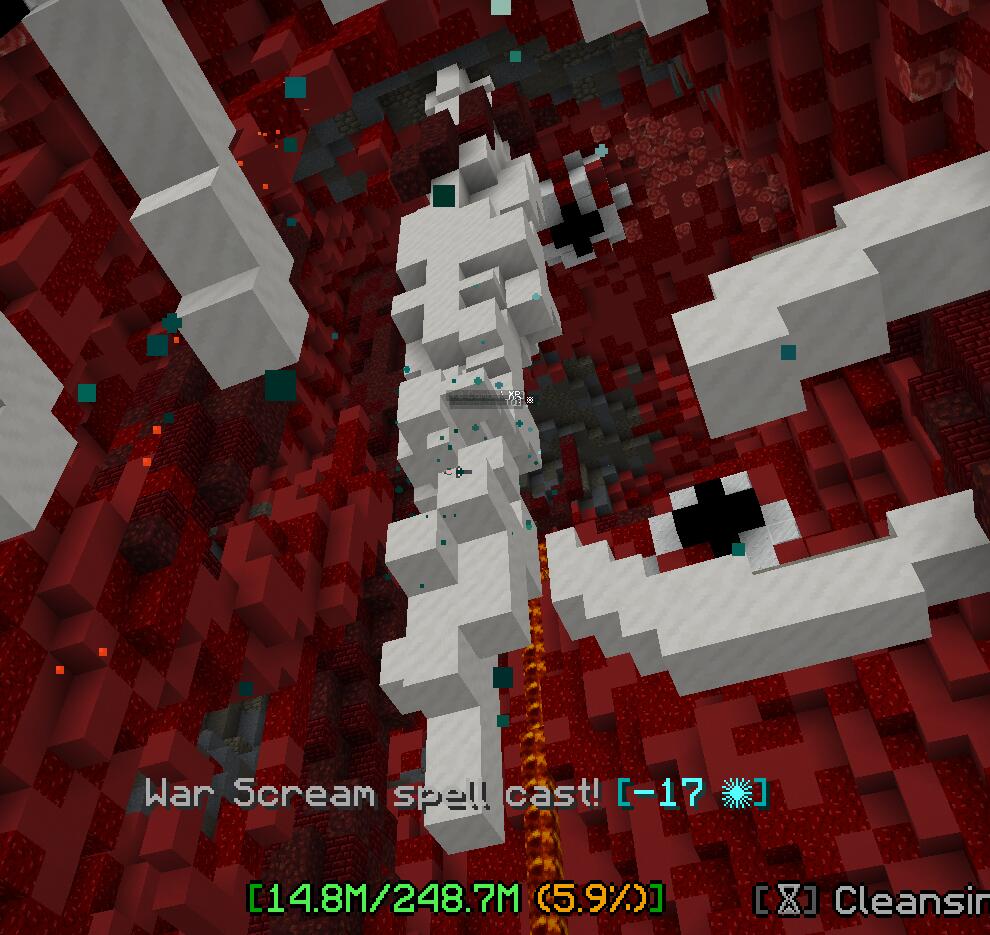 War Scream spell cast! [-17 ☀]
[14.8M/248.7M (5.9%)]
[⌛] Cleansin